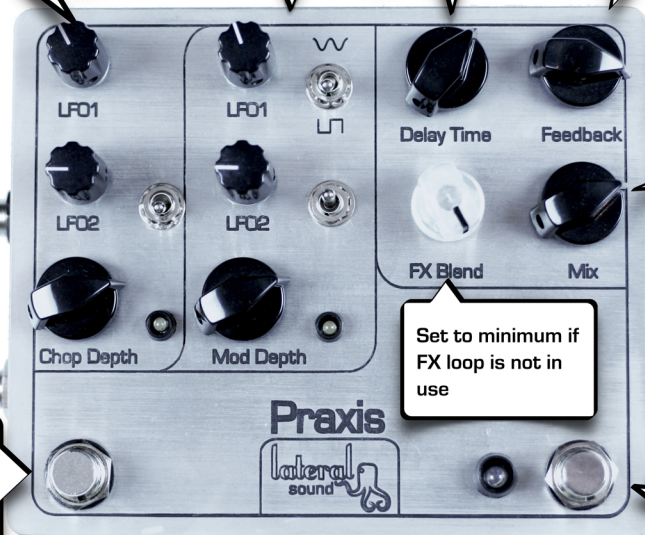 LFO1
LFO1
Delay Time
Feedback
LFO2
LFO2
FX Blend
Mix
Chop Depth
Mod Depth
Set to minimum if
FX loop is not in
use
Praxis
lateral
sound